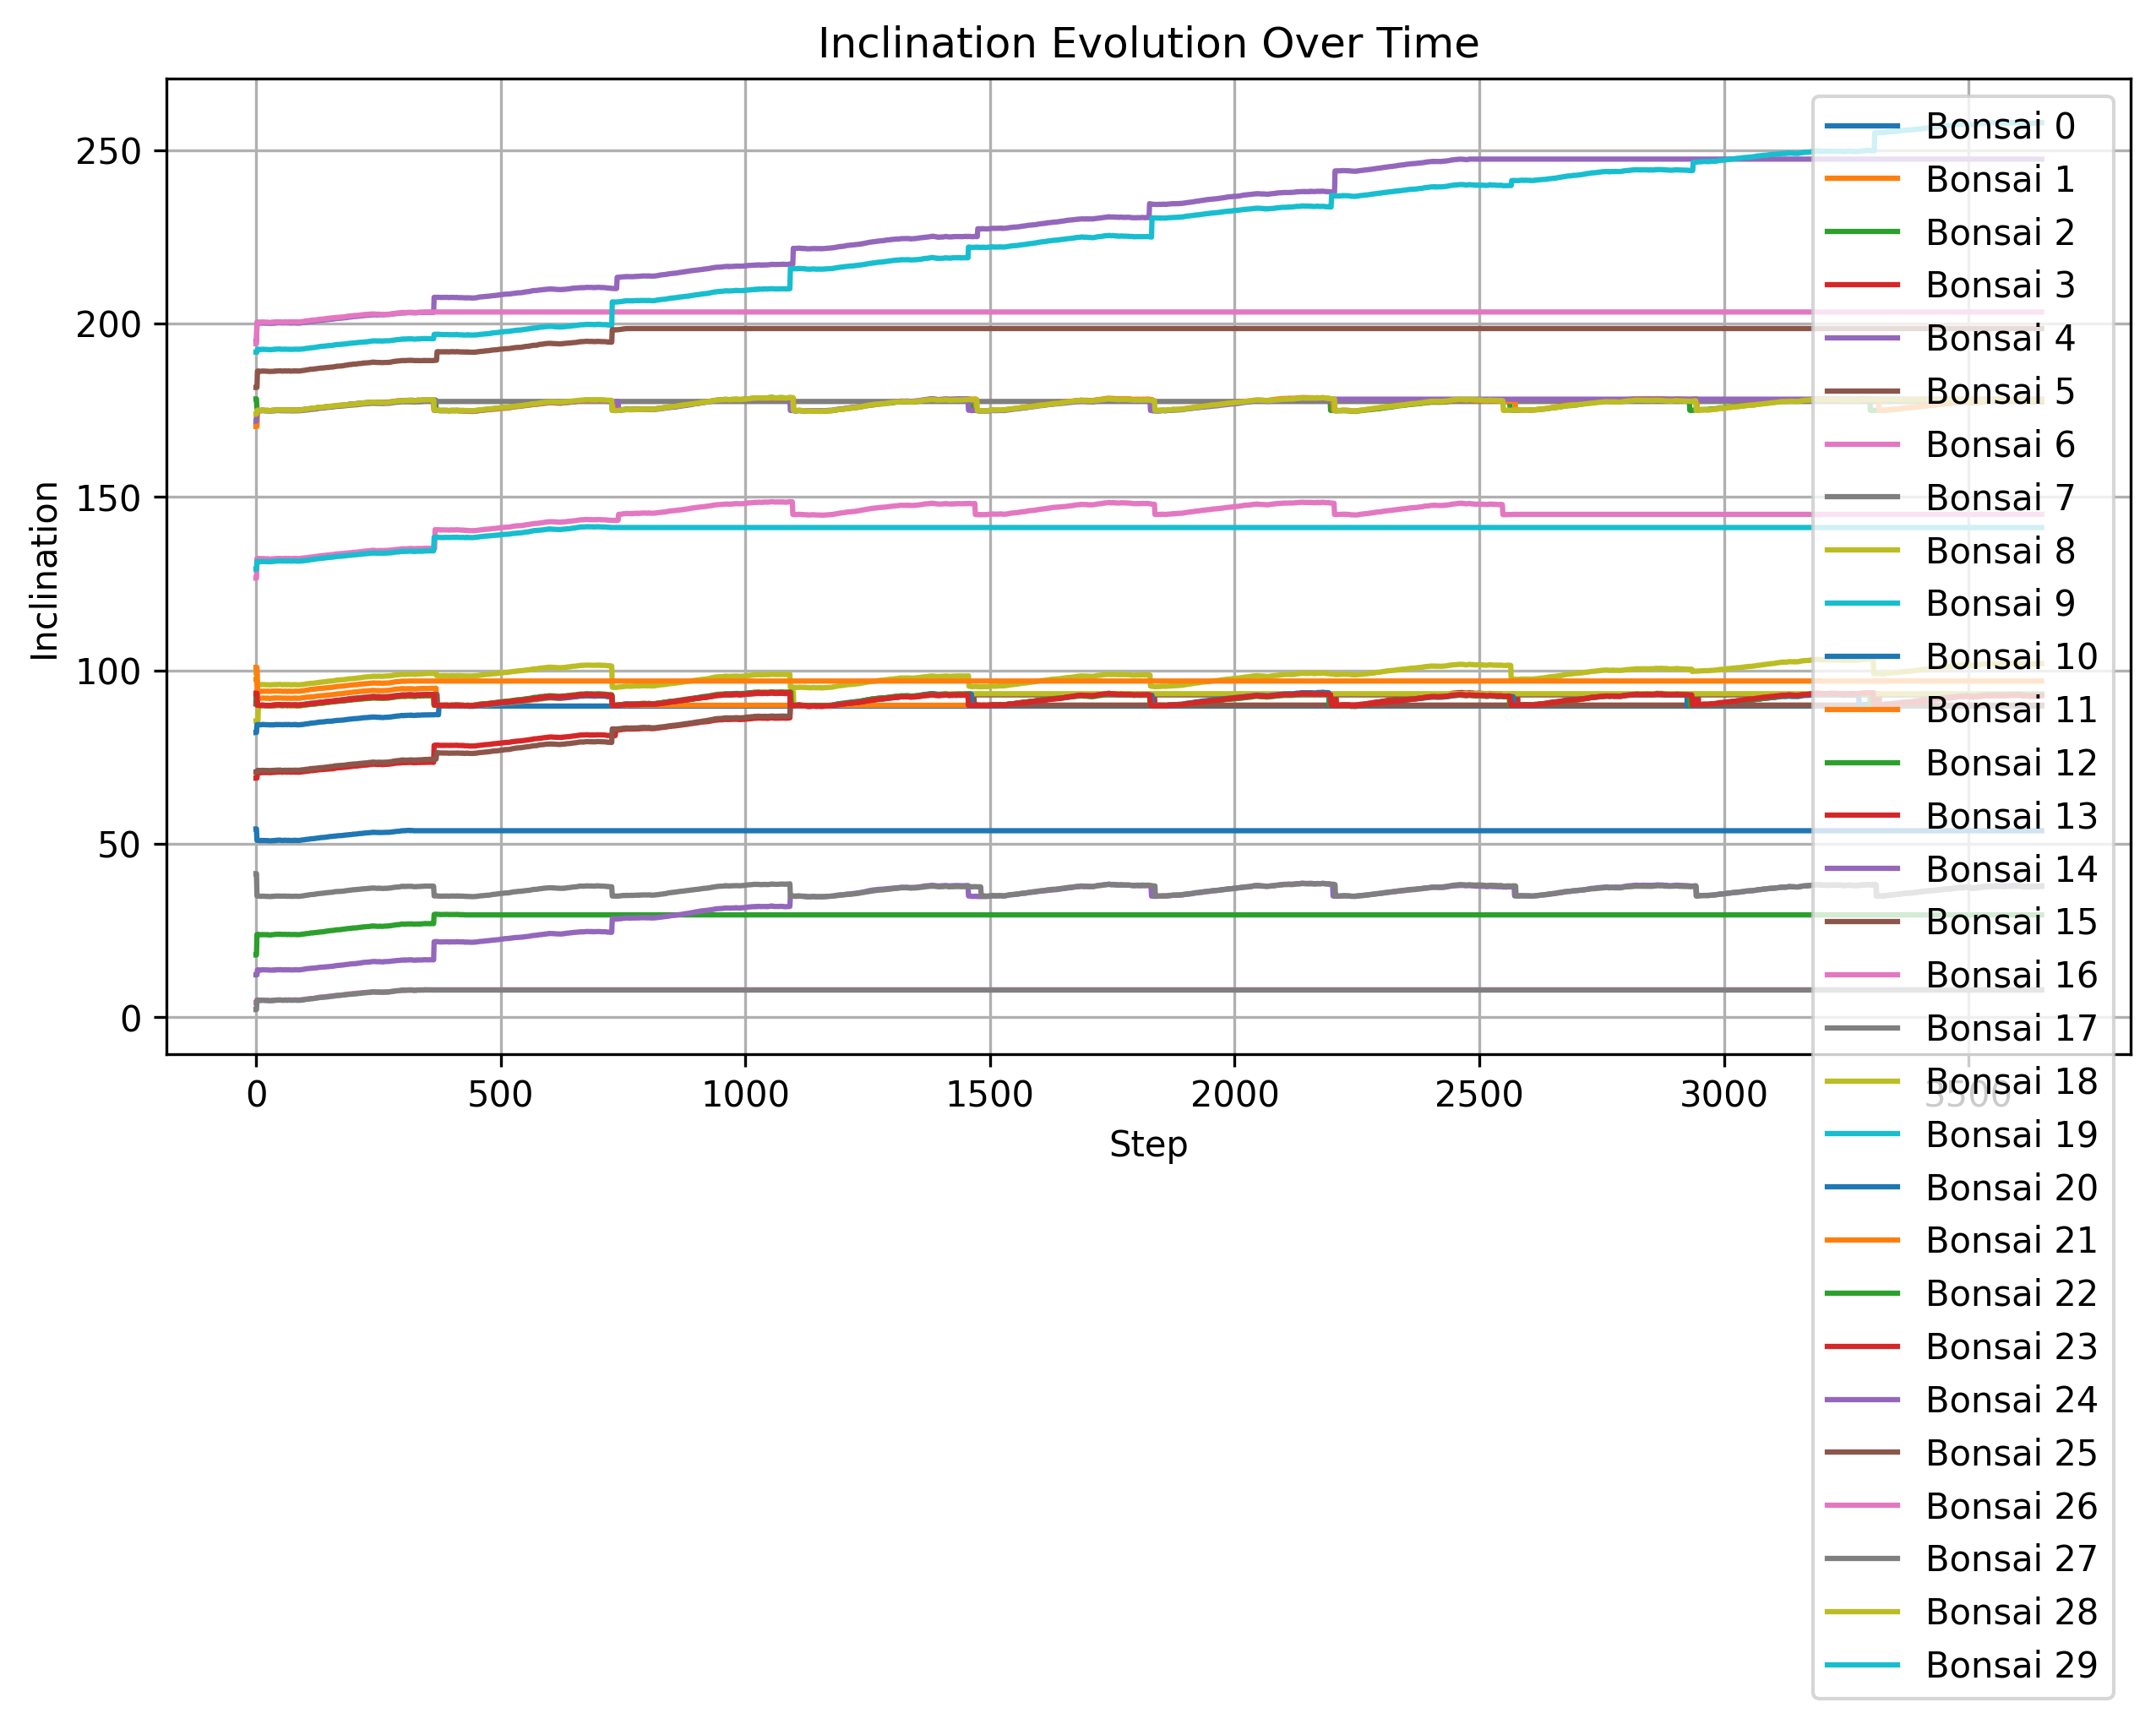 Inclination Evolution Over Time
Inclination
250
200
150
100
50
0
0
500
1000
1500
2000
2500
3000
3500
Step
Bonsai 0
Bonsai 1
Bonsai 2
Bonsai 3
Bonsai 4
Bonsai 5
Bonsai 6
Bonsai 7
Bonsai 8
Bonsai 9
Bonsai 10
Bonsai 11
Bonsai 12
Bonsai 13
Bonsai 14
Bonsai 15
Bonsai 16
Bonsai 17
Bonsai 18
Bonsai 19
Bonsai 20
Bonsai 21
Bonsai 22
Bonsai 23
Bonsai 24
Bonsai 25
Bonsai 26
Bonsai 27
Bonsai 28
Bonsai 29